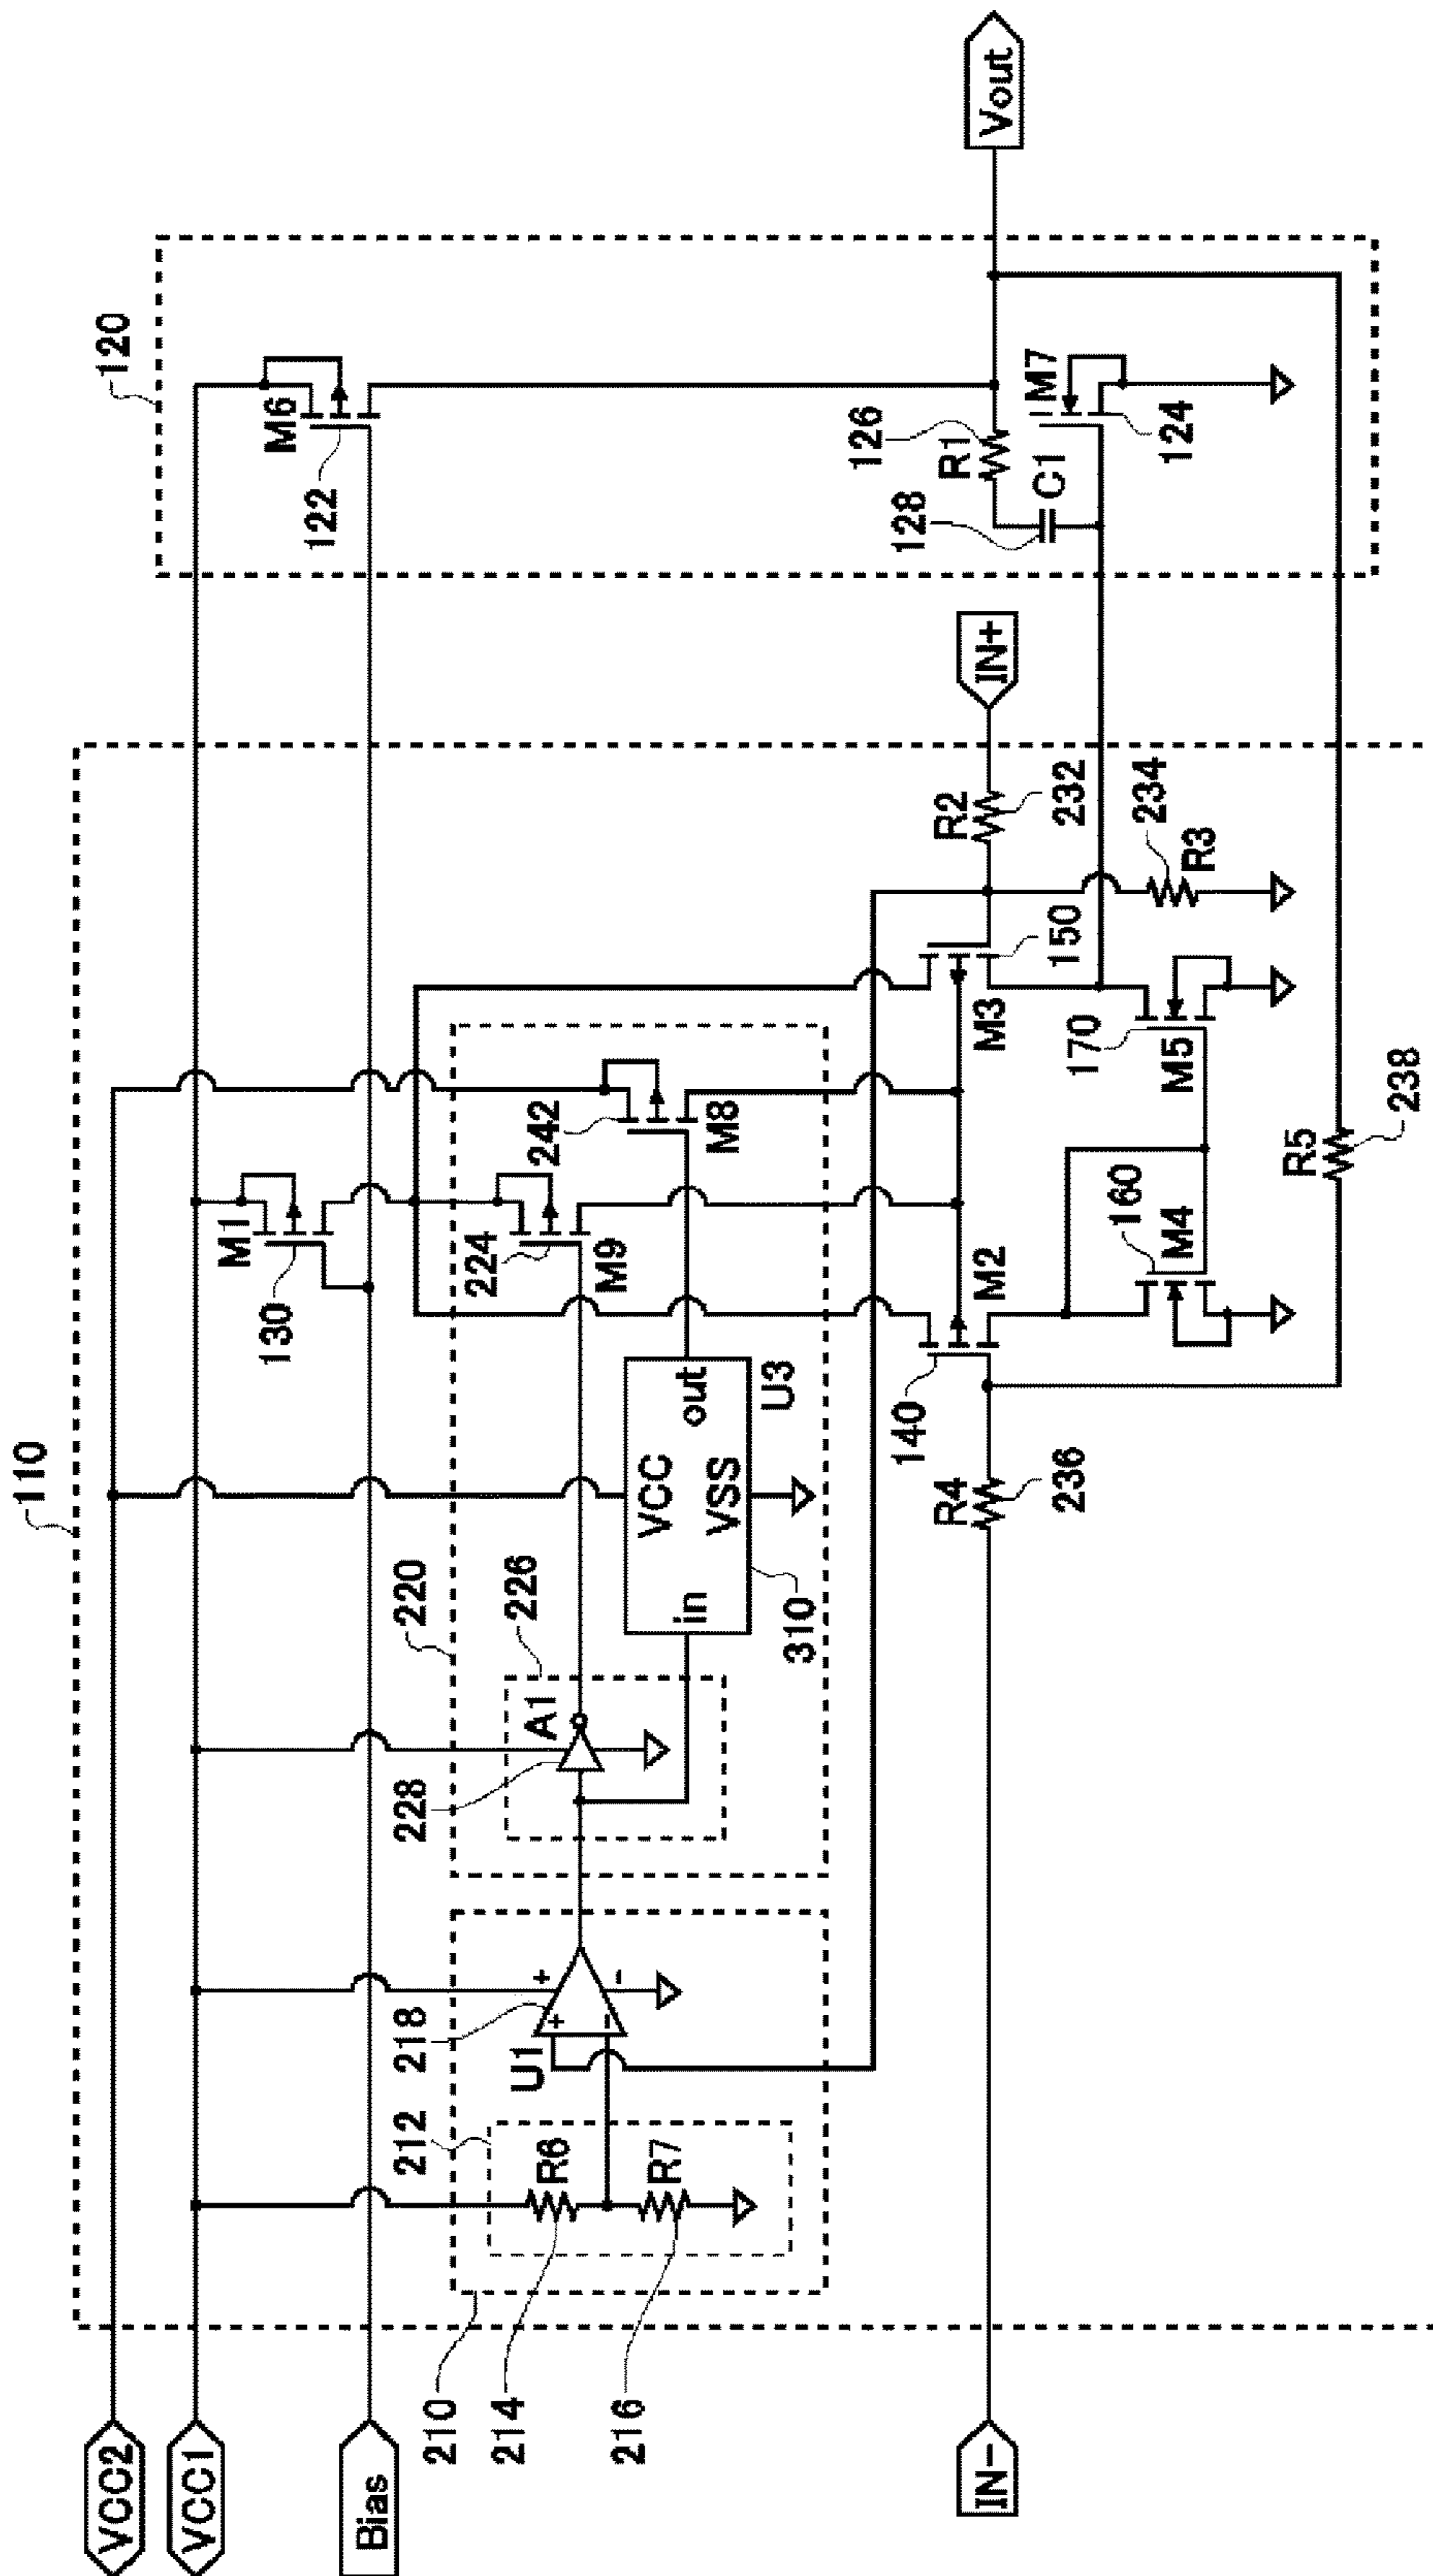 110
VCC2
VCC1
Bias
120
M6
122
M1
130
220
226
A1
228
224
M9
242
M8
310
in
VCC
VSS
out
U3
210
212
R6
214
R7
216
U1
218
+
-
+
-
IN-
R4
236
140
M2
M3
150
R2
232
IN+
234
R3
160
M4
170
M5
R5
238
126
R1
128
C1
M7
124
Vout